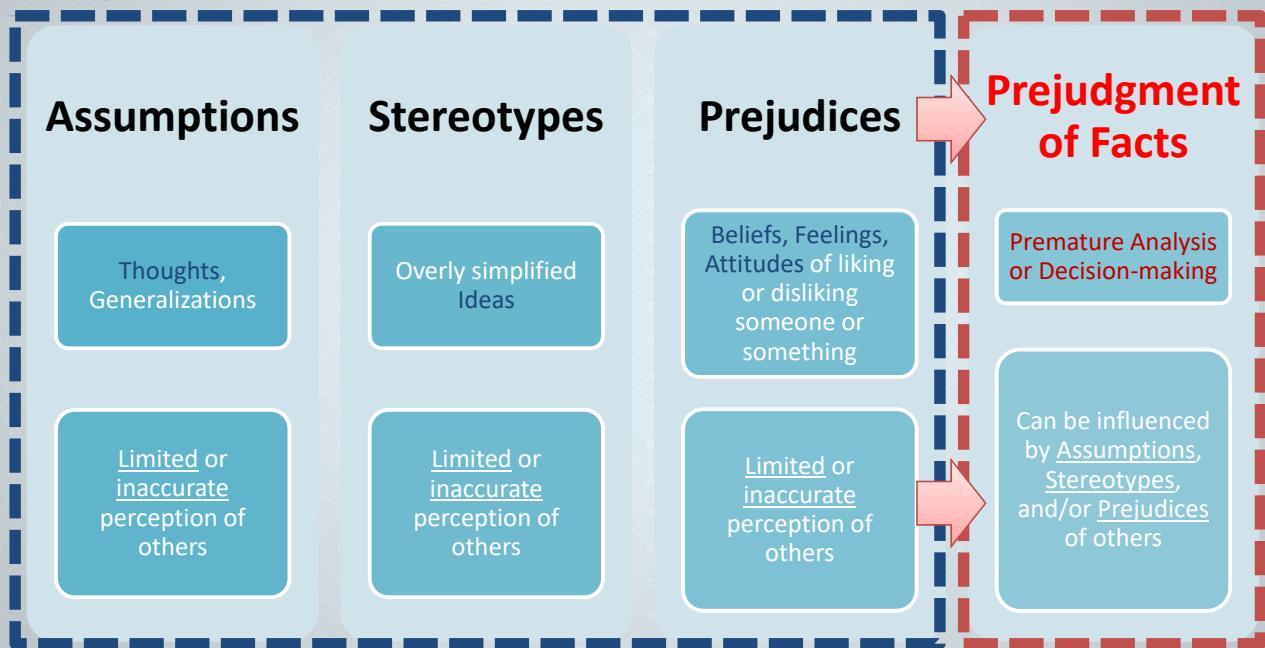 Assumptions
Thoughts,
Generalizations
Limited or
inaccurate
perception of
others
Stereotypes
Overly simplified
Ideas
Limited or
inaccurate
perception of
others
Prejudices
Beliefs, Feelings,
Attitudes of liking
or disliking
someone or
something
Limited or
inaccurate
perception of
others
Prejudgment
of Facts
Premature Analysis
or Decision-making
Can be influenced
by Assumptions,
Stereotypes,
and/or Prejudices
of others